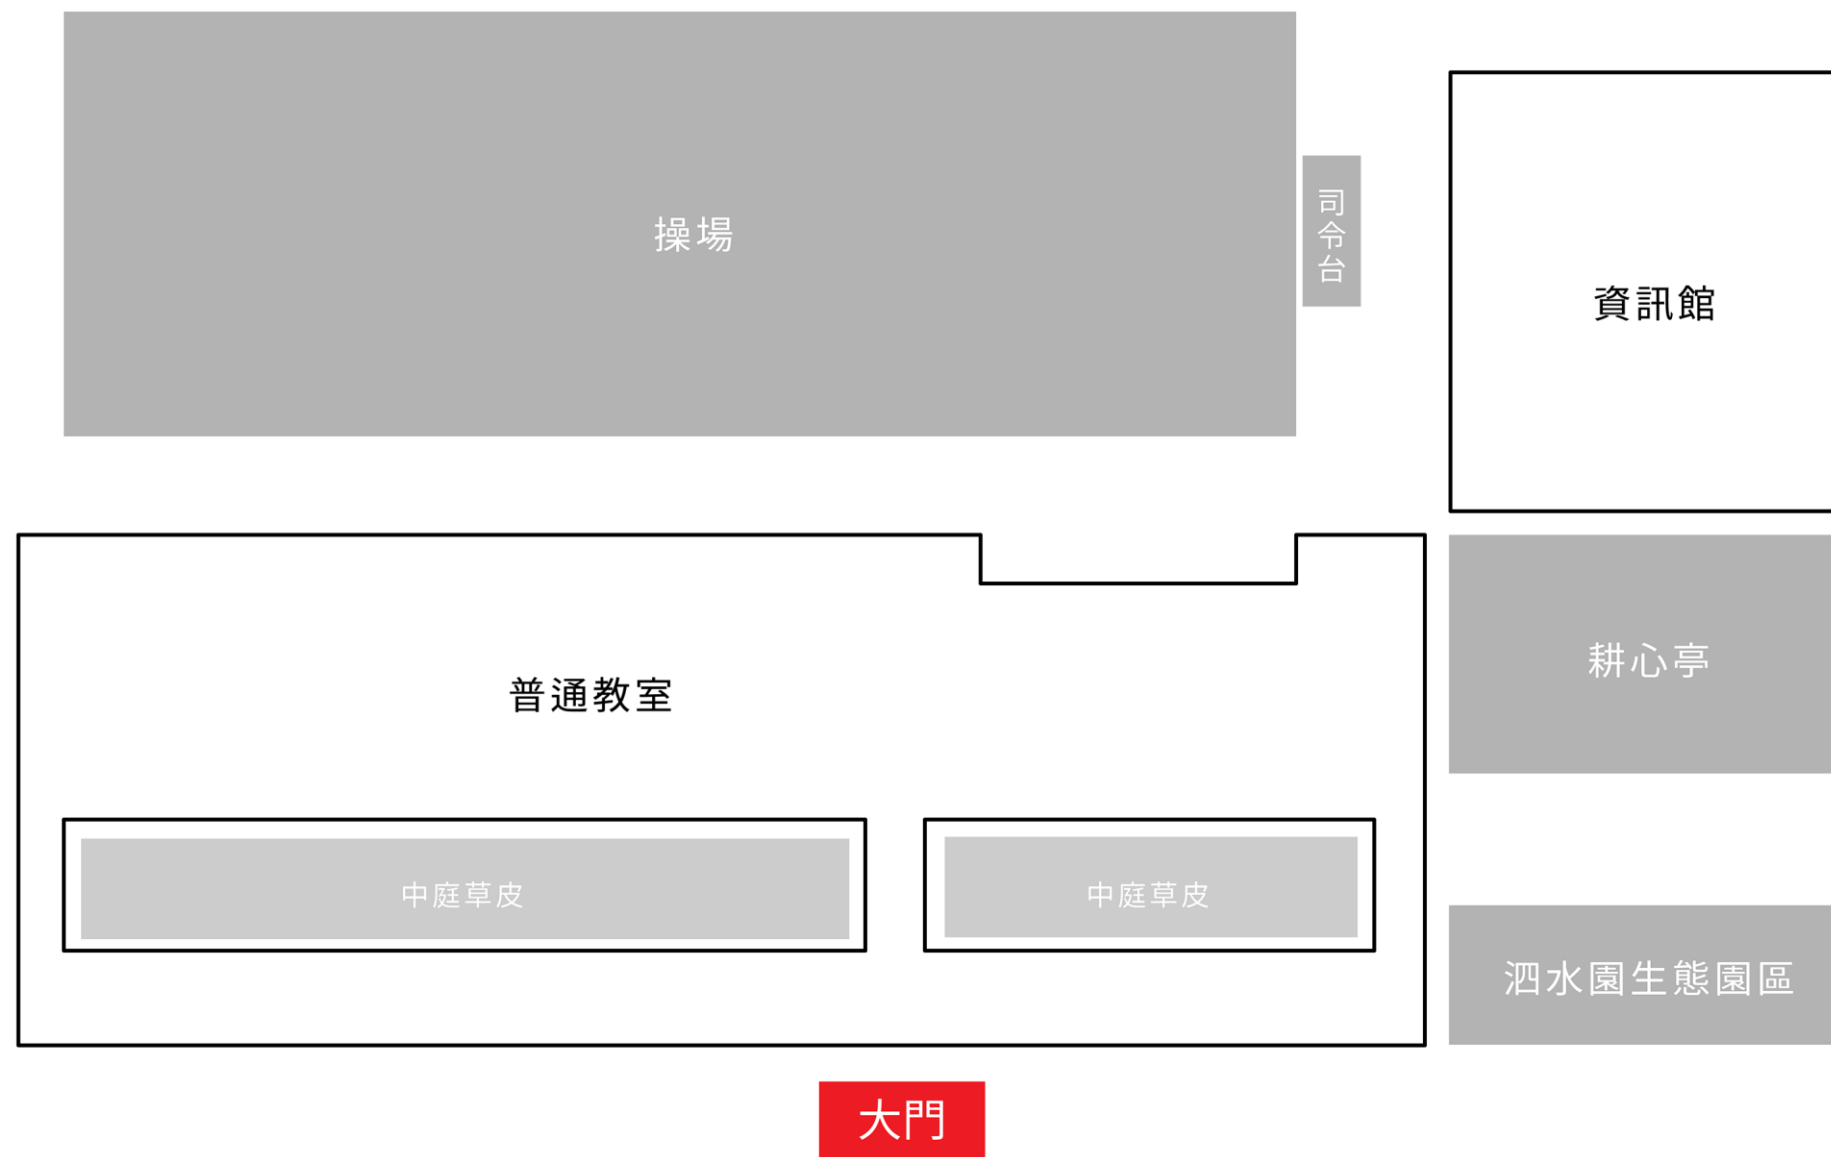 操場
司令台
資訊館
普通教室
耕心亭
中庭草皮
中庭草皮
泗水園生態園區
大門